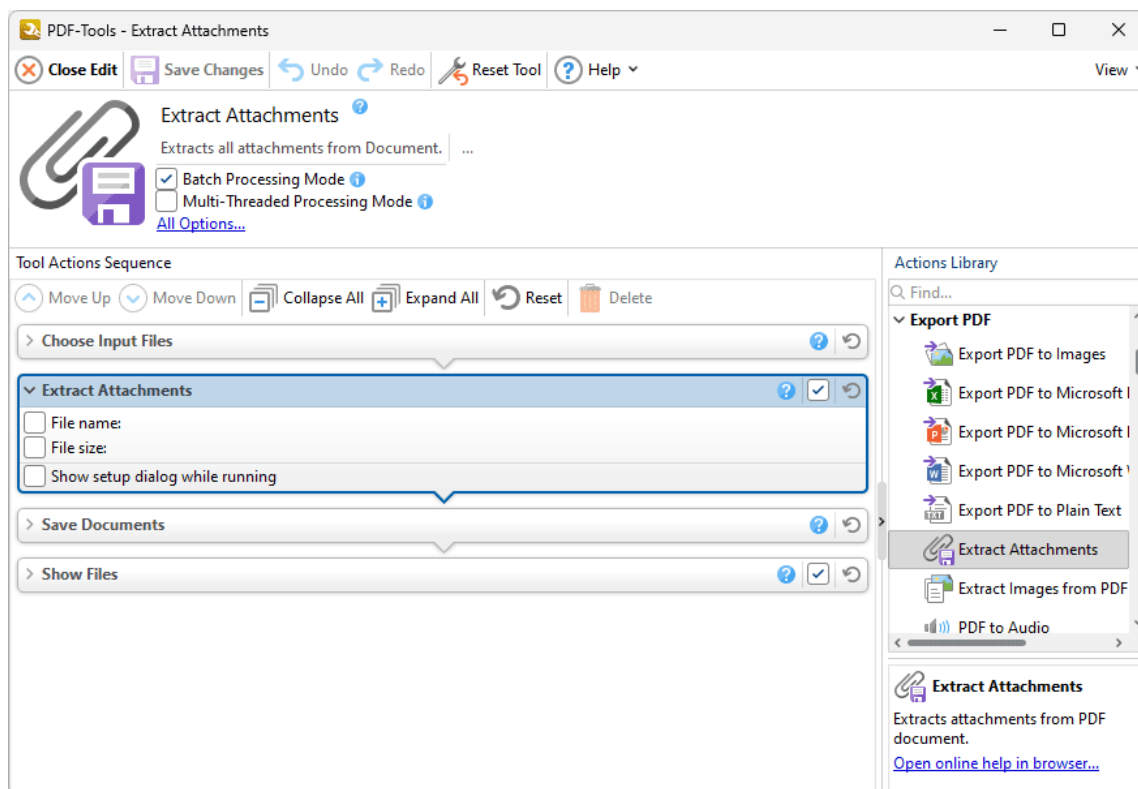 PDF-Tools - Extract Attachments
Close Edit Save Changes Undo Redo Reset Tool ? Help View
Extract Attachments ?
Extracts all attachments from Document. ...
Batch Processing Mode i
Multi-Threaded Processing Mode i
All Options...
Tool Actions Sequence
Move Up Move Down Collapse All Expand All Reset Delete
Choose Input Files ?
Extract Attachments ?
File name:
File size:
Show setup dialog while running
Save Documents ?
Show Files ?
Actions Library
Find...
Export PDF
Export PDF to Images
Export PDF to Microsoft
Export PDF to Microsoft
Export PDF to Microsoft
Export PDF to Plain Text
Extract Attachments
Extract Images from PDF
PDF to Audio
Extract Attachments
Extracts attachments from PDF
document.
Open online help in browser...